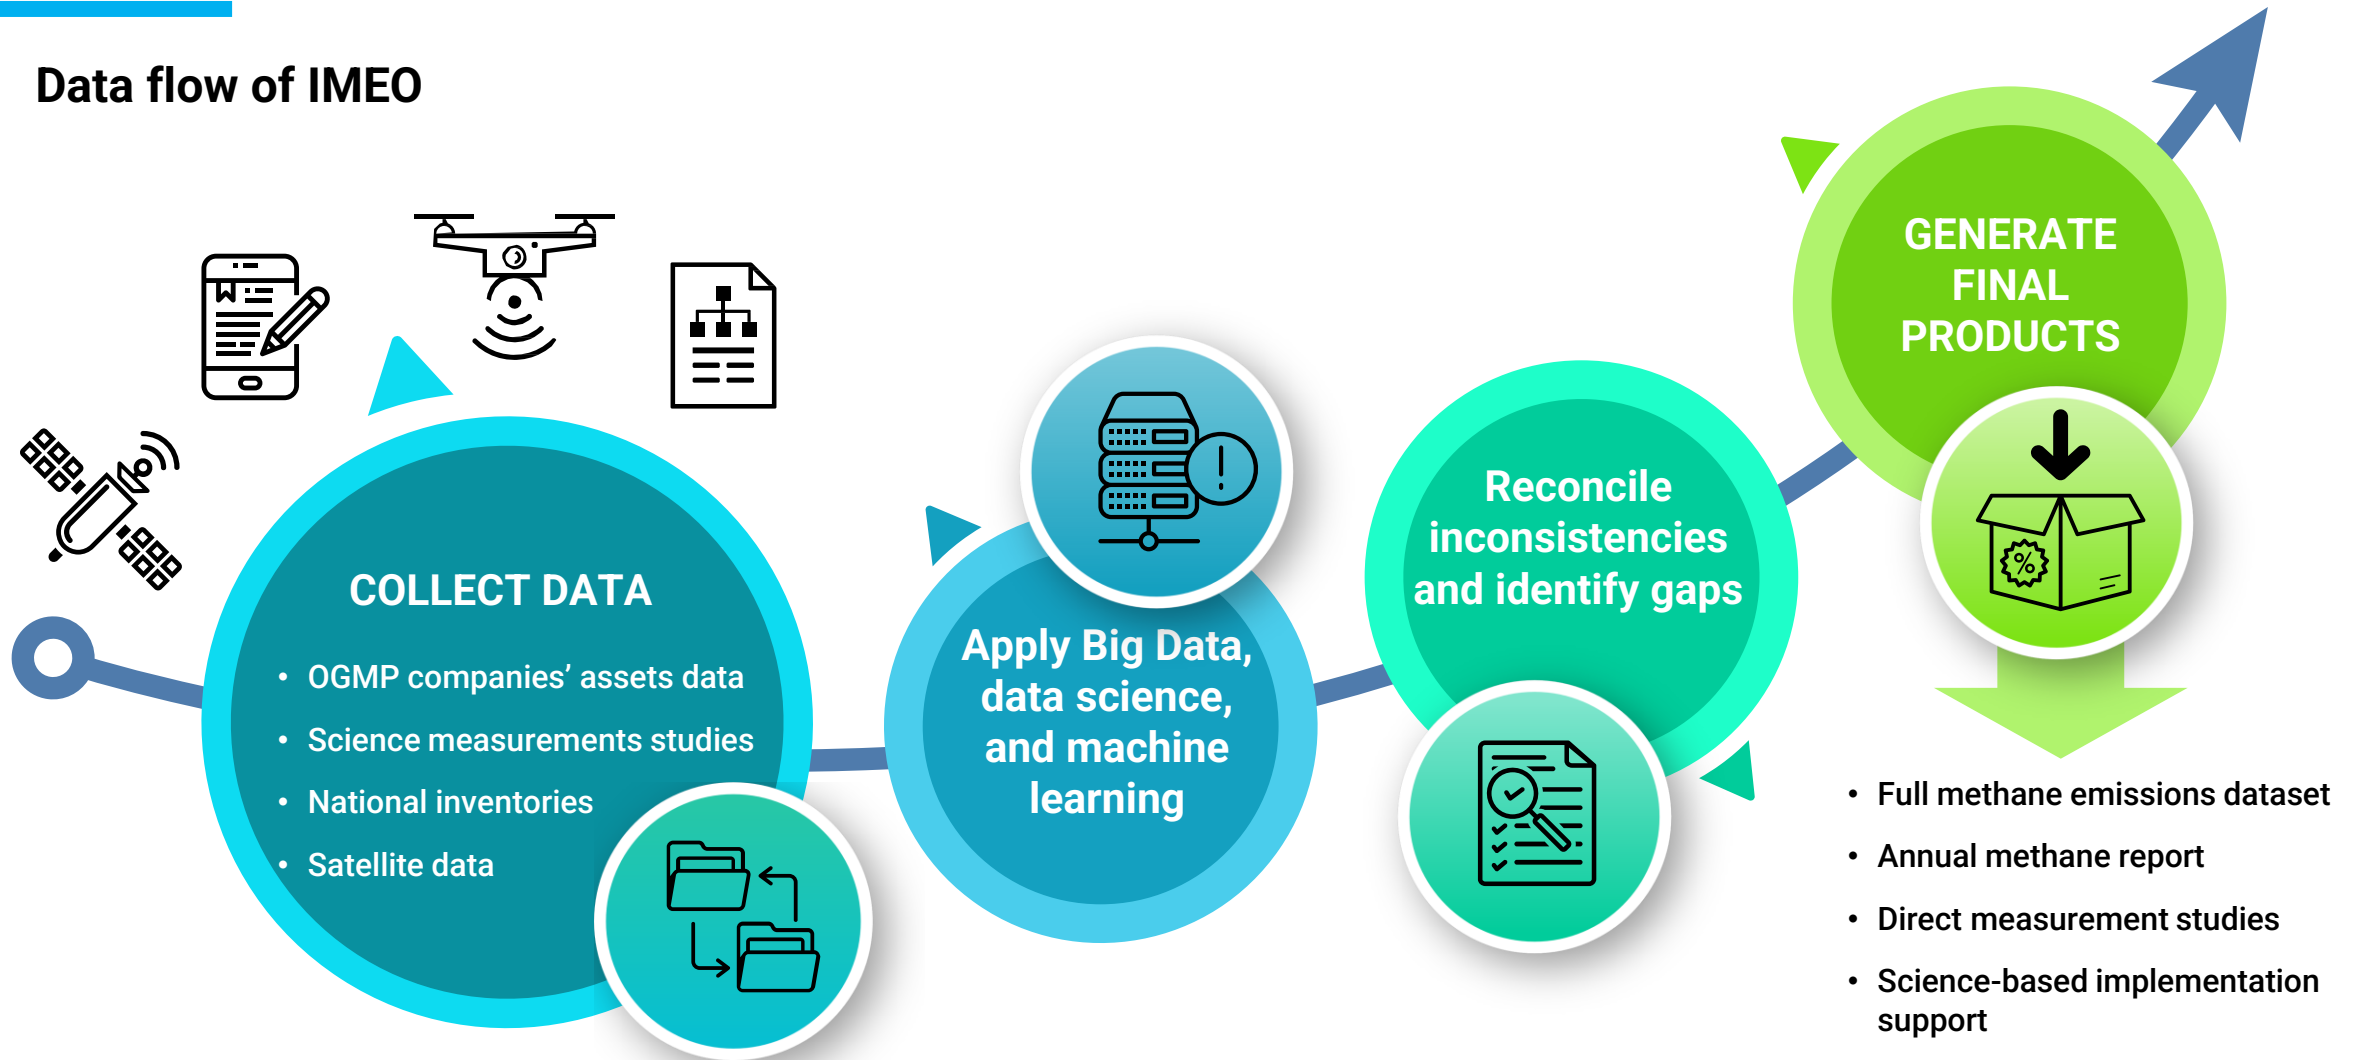 Data flow of IMEO
COLLECT DATA
• OGMP companies’ assets data
• Science measurements studies
• National inventories
• Satellite data
Apply Big Data,
data science,
and machine
learning
Reconcile
inconsistencies
and identify gaps
GENERATE
FINAL
PRODUCTS
%
• Full methane emissions dataset
• Annual methane report
• Direct measurement studies
• Science-based implementation
support